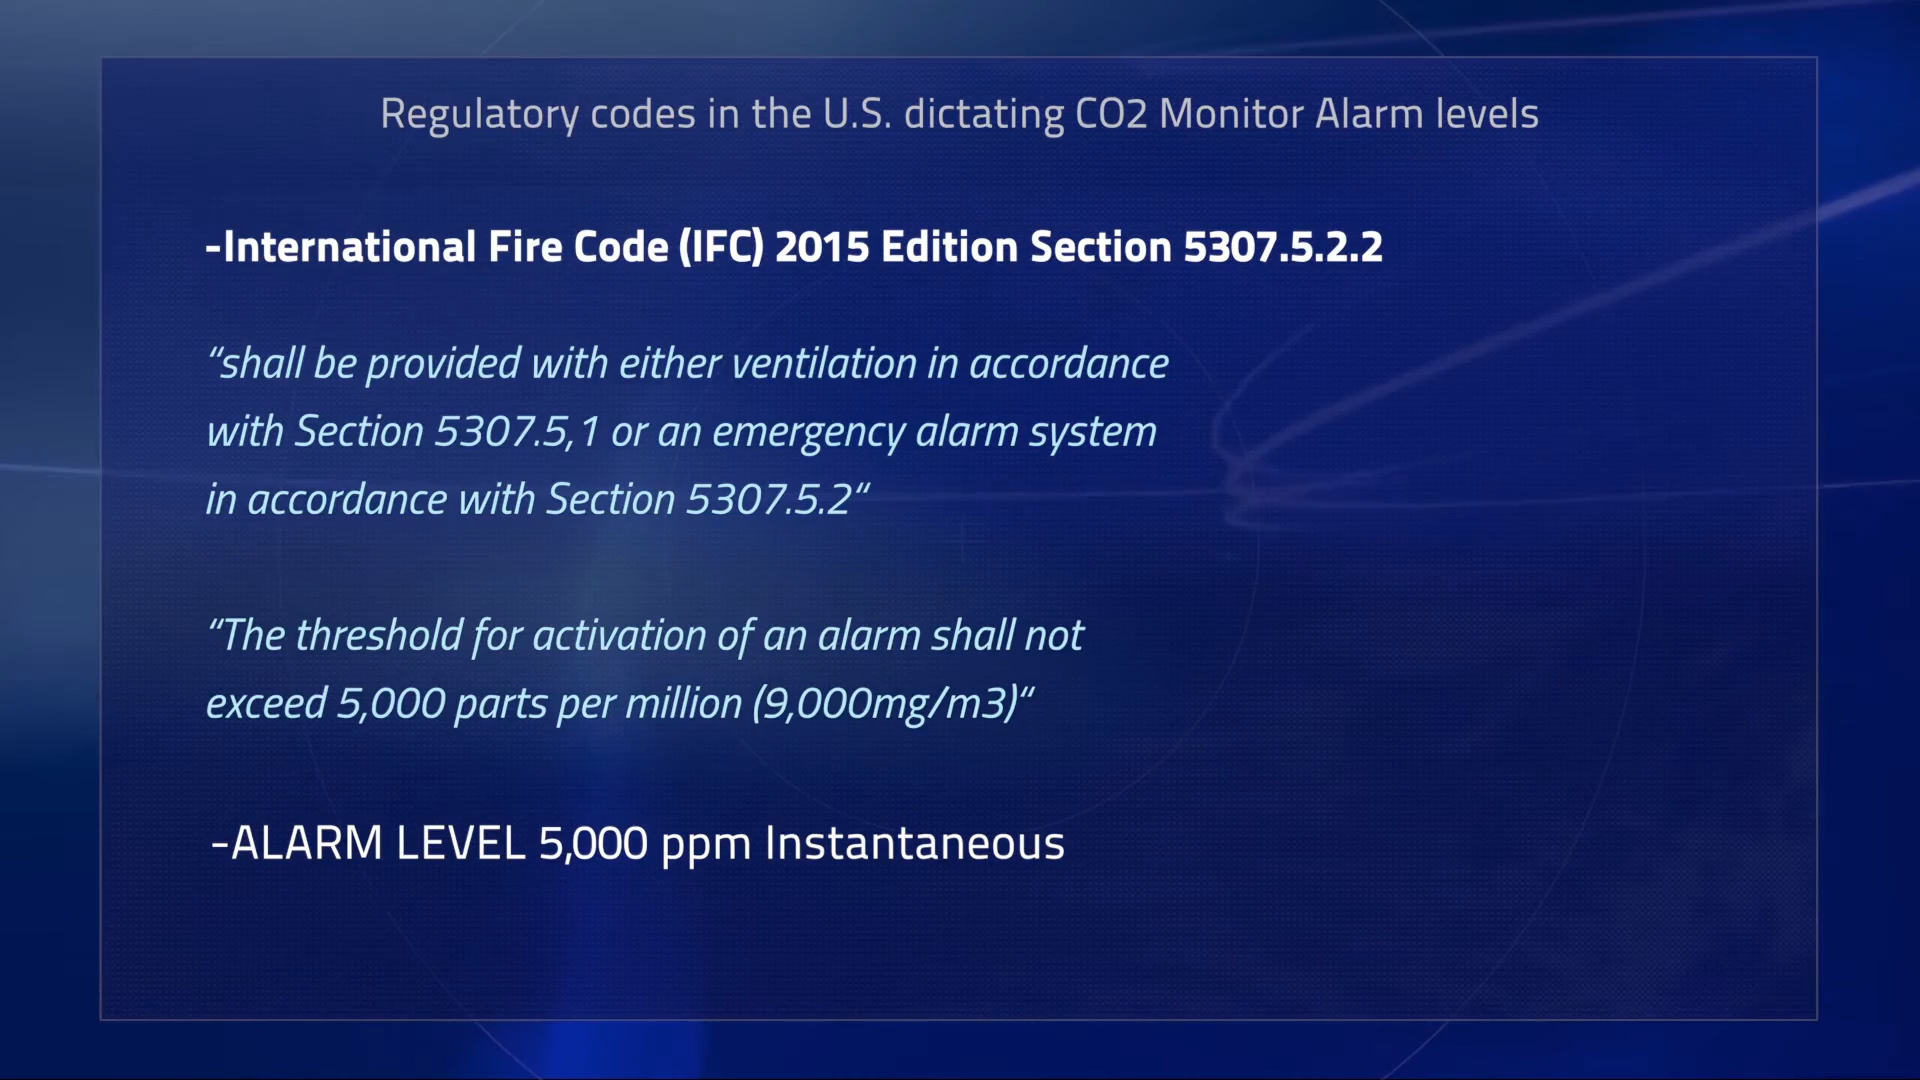 Regulatory codes in the U.S. dictating CO2 Monitor Alarm levels
-International Fire Code (IFC) 2015 Edition Section 5307.5.2.2
“shall be provided with either ventilation in accordance
with Section 5307.5,1 or an emergency alarm system
in accordance with Section 5307.5.2“
“The threshold for activation of an alarm shall not
exceed 5,000 parts per million (9,000mg/m3)“
-ALARM LEVEL 5,000 ppm Instantaneous